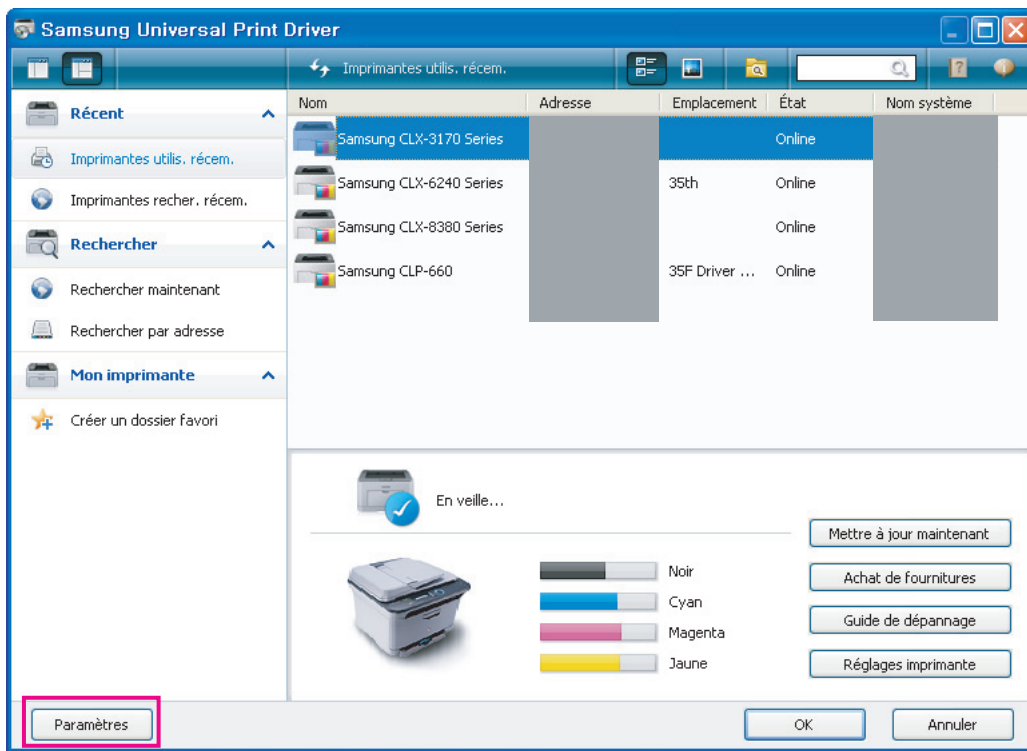 Samsung Universal Print Driver
Imprimantes utilis. récem.
Récent
Imprimantes utilis. récem.
Imprimantes recher. récem.
Rechercher
Rechercher maintenant
Rechercher par adresse
Mon imprimante
Créer un dossier favori
Nom Adresse Emplacement État Nom système
Samsung CLX-3170 Series Online
Samsung CLX-6240 Series 35th Online
Samsung CLX-8380 Series Online
Samsung CLP-660 35F Driver ... Online
En veille...
Noir
Cyan
Magenta
Jaune
Mettre à jour maintenant
Achat de fournitures
Guide de dépannage
Réglages imprimante
Paramètres OK Annuler